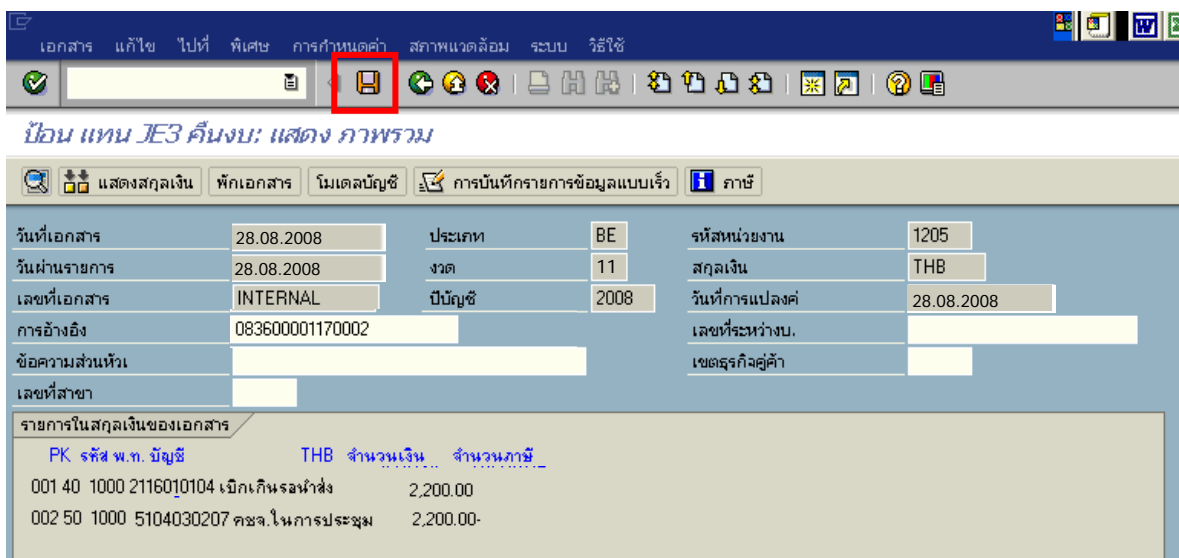 เอกสาร แก้ไข ไปที่ พิเศษ การกำหนดค่า สภาพแวดล้อม ระบบ วิธีใช้
ป้อน แทน JE3 คืนงบ: แสดง ภาพรวม
แสดงสกุลเงิน พักเอกสาร โมเดลบัญชี การบันทึกรายการข้อมูลแบบเร็ว ภาษี
วันที่เอกสาร 28.08.2008 ประเภท BE รหัสหน่วยงาน 1205
วันผ่านรายการ 28.08.2008 งวด 11 สกุลเงิน THB
เลขที่เอกสาร INTERNAL ปีบัญชี 2008 วันที่การแปลงค่ 28.08.2008
การอ้างอิง 083600001170002 เลขที่ระหว่างบ.
ข้อความส่วนหัวเ เขตธุรกิจคู่ค้า
เลขที่สาขา
รายการในสกุลเงินของเอกสาร
PK รหัส พ.ท. บัญชี THB จำนวนเงิน จำนวนภาษี
001 40 1000 2116010104 เบิกเกินรอนำส่ง 2,200.00
002 50 1000 5104030207 คชจ.ในการประชุม 2,200.00-